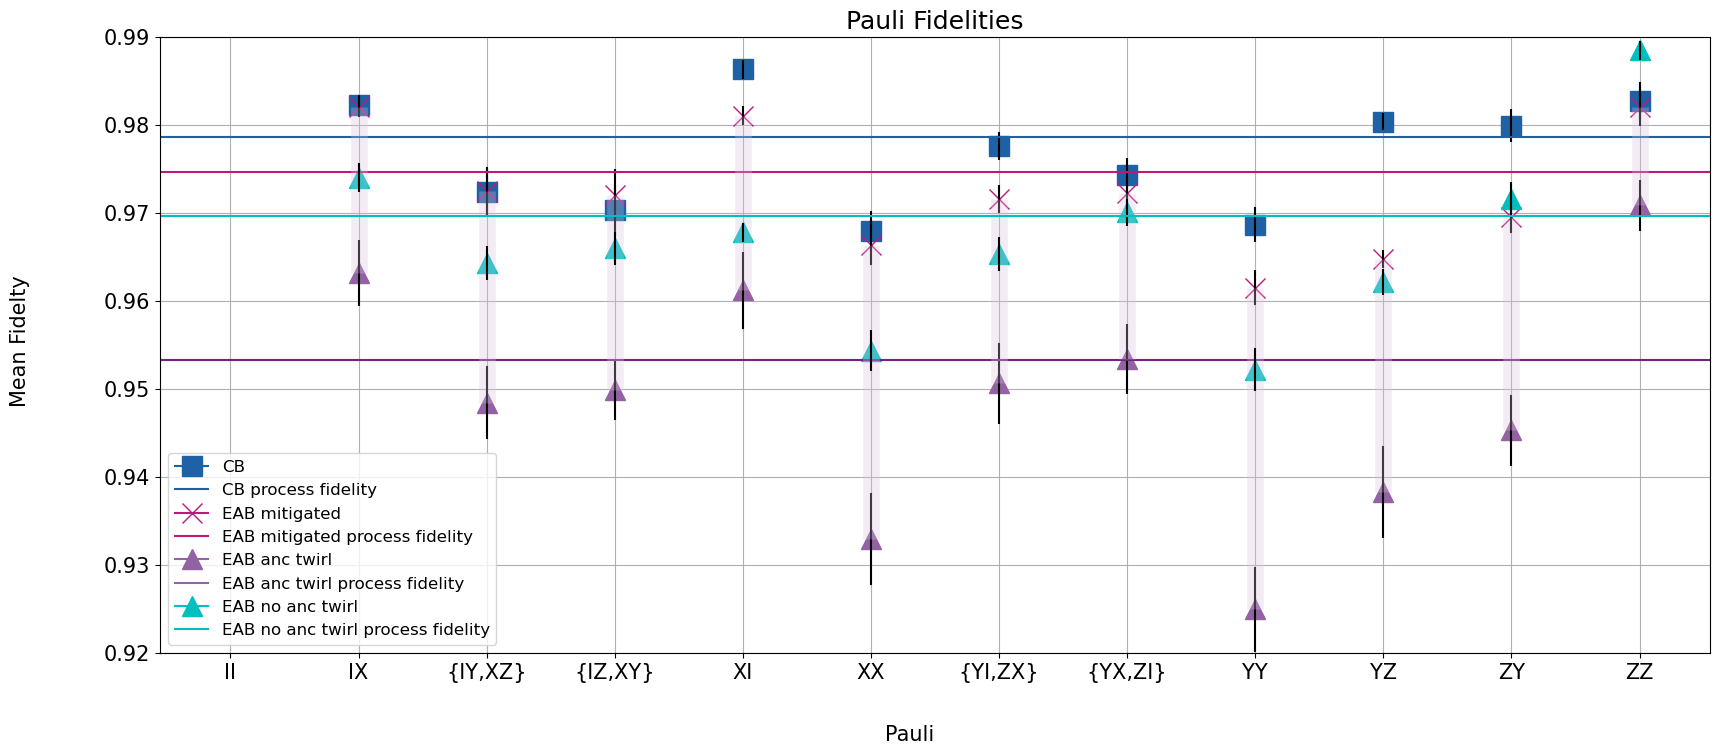 Pauli Fidelities
0.99
0.98
0.97
0.96
0.95
0.94
0.93
0.92
Mean Fidelty
CB
CB process fidelity
EAB mitigated
EAB mitigated process fidelity
EAB anc twirl
EAB anc twirl process fidelity
EAB no anc twirl
EAB no anc twirl process fidelity
II IX {IY,XZ} {IZ,XY} XI XX {YI,ZX} {YX,ZI} YY YZ ZY ZZ
Pauli